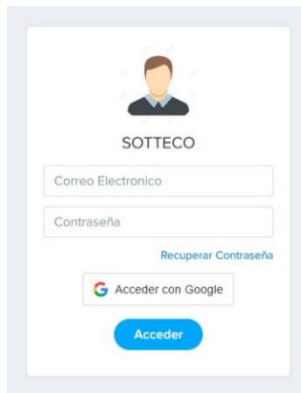 SOTTECO
Correo Electronico
Contraseña
Recuperar Contraseña
Acceder con Google
Acceder